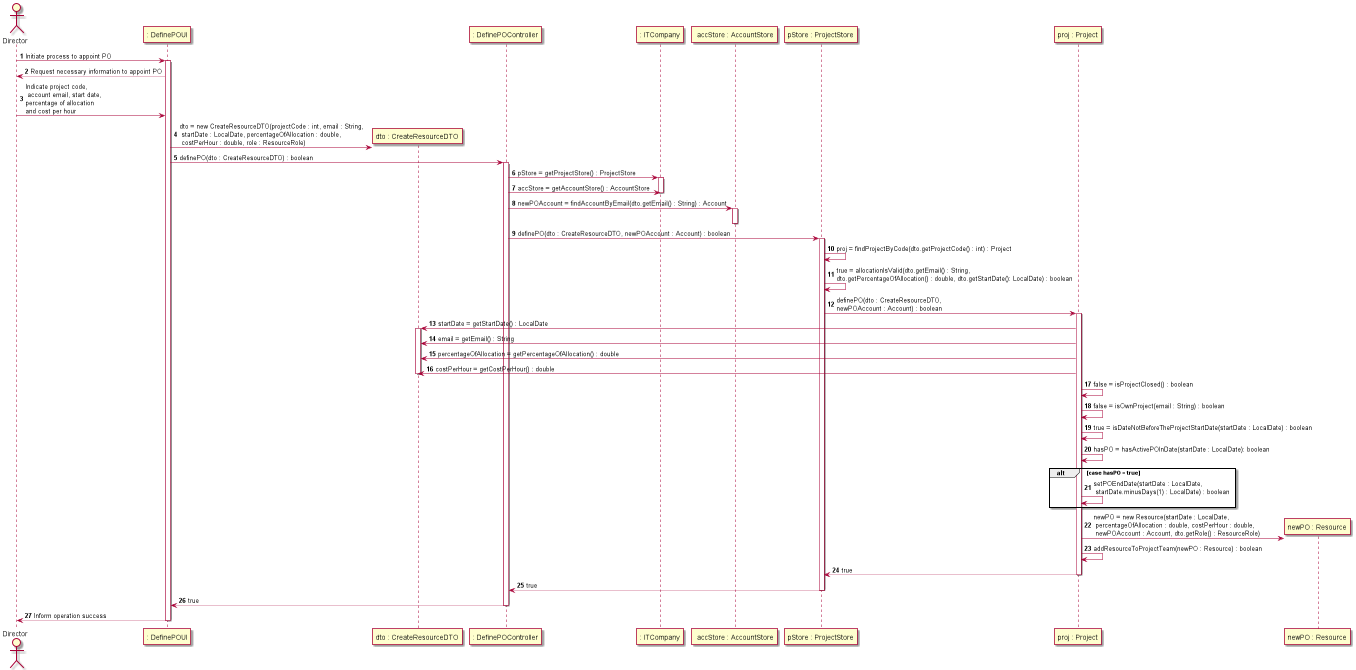 Director
: DefinePOUI
: DefinePOController
: ITCompany
accStore : AccountStore
pStore : ProjectStore
proj : Project
1 Initiate process to appoint PO
2 Request necessary information to appoint PO
3 Indicate project code,
account email, start date,
percentage of allocation
and cost per hour
4 dto = new CreateResourceDTO(projectCode : int, email : String,
startDate : LocalDate, percentageOfAllocation : double,
costPerHour : double, role : ResourceRole)
dto : CreateResourceDTO
5 definePO(dto : CreateResourceDTO) : boolean
6 pStore = getProjectStore() : ProjectStore
7 accStore = getAccountStore() : AccountStore
8 newPOAccount = findAccountByEmail(dto.getEmail() : String) : Account
9 definePO(dto : CreateResourceDTO, newPOAccount : Account) : boolean
10 proj = findProjectByCode(dto.getProjectCode() : int) : Project
11 true = allocationIsValid(dto.getEmail() : String,
dto.getPercentageOfAllocation() : double, dto.getStartDate(): LocalDate) : boolean
12 definePO(dto : CreateResourceDTO,
newPOAccount : Account) : boolean
13 startDate = getStartDate() : LocalDate
14 email = getEmail() : String
15 percentageOfAllocation = getPercentageOfAllocation() : double
16 costPerHour = getCostPerHour() : double
17 false = isProjectClosed() : boolean
18 false = isOwnProject(email : String) : boolean
19 true = isDateNotBeforeTheProjectStartDate(startDate : LocalDate) : boolean
20 hasPO = hasActivePOInDate(startDate : LocalDate): boolean
alt [case hasPO = true]
21 setPOEndDate(startDate : LocalDate,
startDate.minusDays(1) : LocalDate) : boolean
22 newPO = new Resource(startDate : LocalDate,
percentageOfAllocation : double, costPerHour : double,
newPOAccount : Account, dto.getRole() : ResourceRole)
newPO : Resource
23 addResourceToProjectTeam(newPO : Resource) : boolean
24 true
25 true
26 true
27 Inform operation success
Director
: DefinePOUI
dto : CreateResourceDTO
: DefinePOController
: ITCompany
accStore : AccountStore
pStore : ProjectStore
proj : Project
newPO : Resource